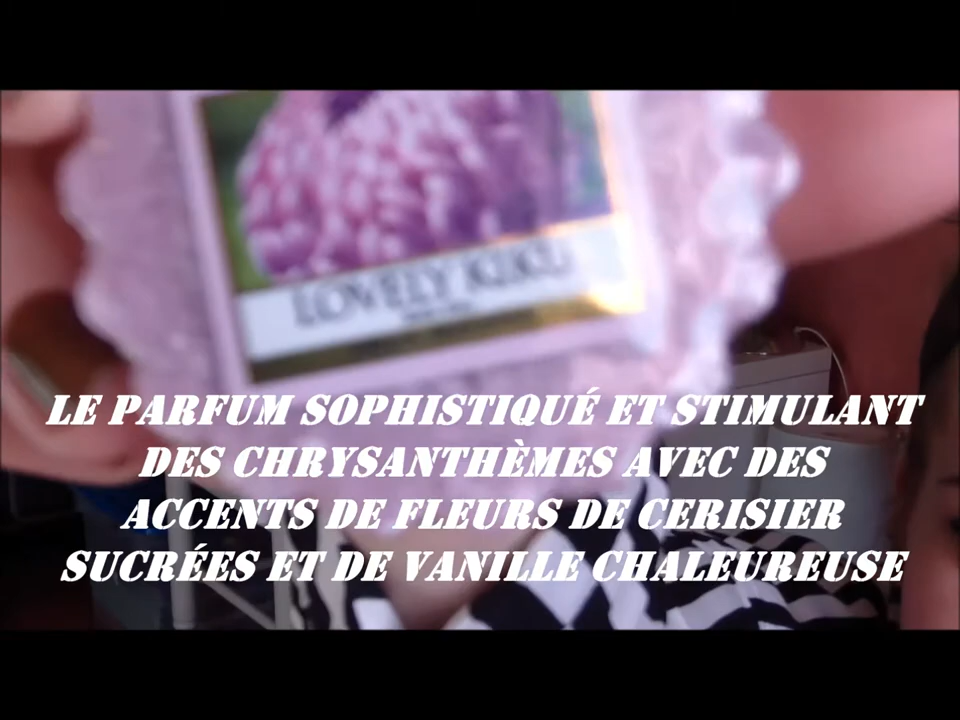 LOVELY KIKU
LE PARFUM SOPHISTIQUÉ ET STIMULANT
DES CHRYSANTHÈMES AVEC DES
ACCENTS DE FLEURS DE CERISIER
SUCRÉES ET DE VANILLE CHALEUREUSE